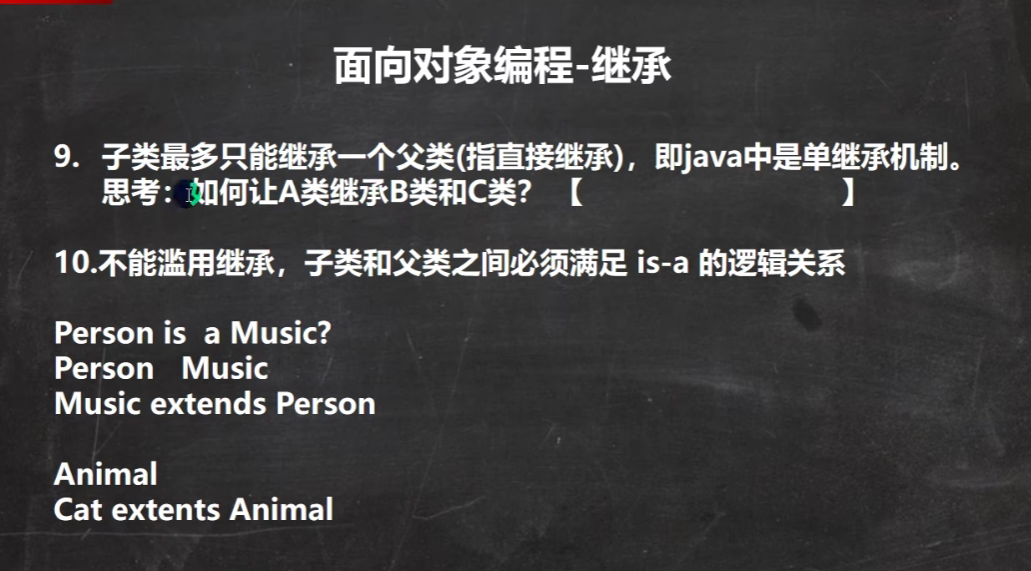 面向对象编程-继承
9. 子类最多只能继承一个父类(指直接继承)，即java中是单继承机制。
思考：如何让A类继承B类和C类？ 【 】
10.不能滥用继承，子类和父类之间必须满足 is-a 的逻辑关系
Person is a Music?
Person Music
Music extends Person
Animal
Cat extents Animal